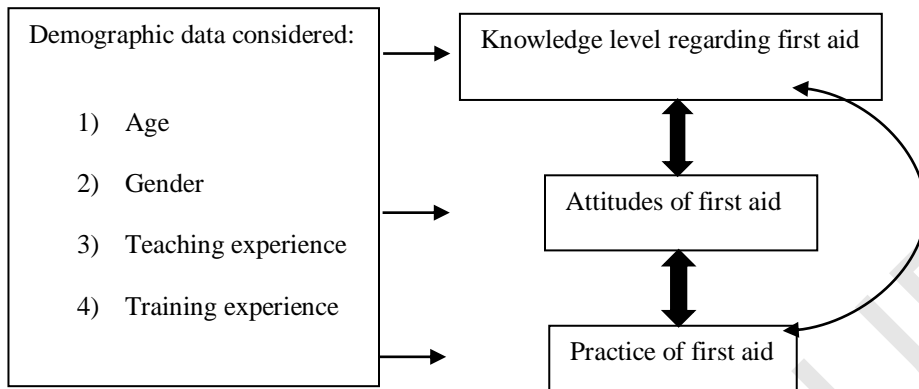 Demographic data considered:
1) Age
2) Gender
3) Teaching experience
4) Training experience
Knowledge level regarding first aid
Attitudes of first aid
Practice of first aid